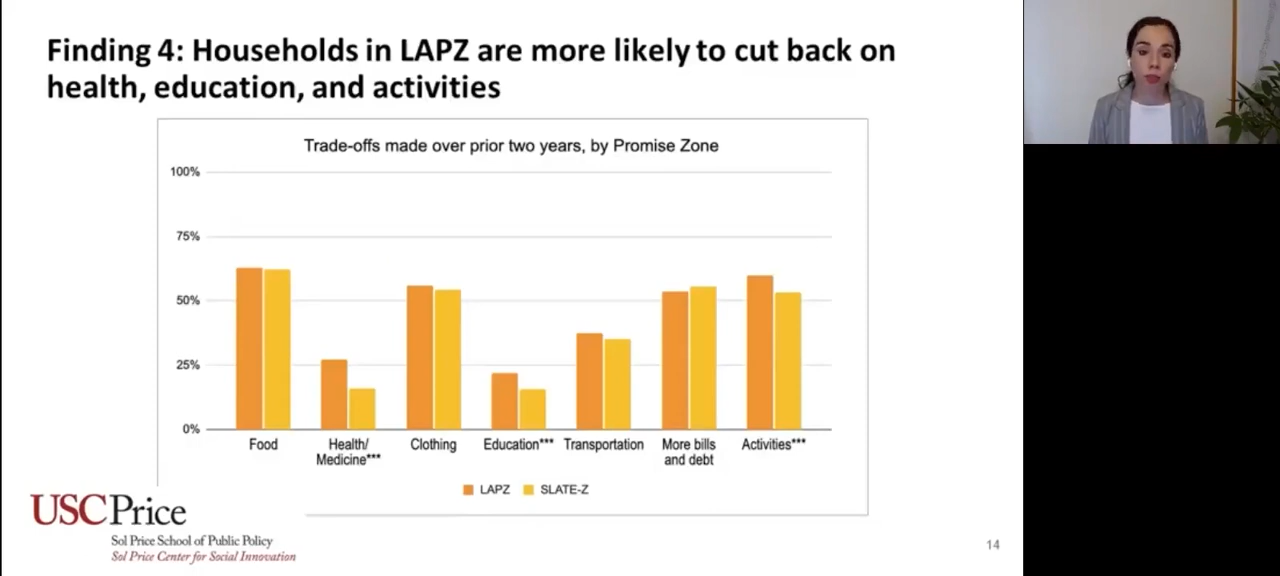 Finding 4: Households in LAPZ are more likely to cut back on
health, education, and activities
Trade-offs made over prior two years, by Promise Zone
100%
75%
50%
25%
0%
Food
Health/
Medicine***
Clothing
Education***
Transportation
More bills
and debt
Activities***
LAPZ
SLATE-Z
USC Price
Sol Price School of Public Policy
Sol Price Center for Social Innovation
14